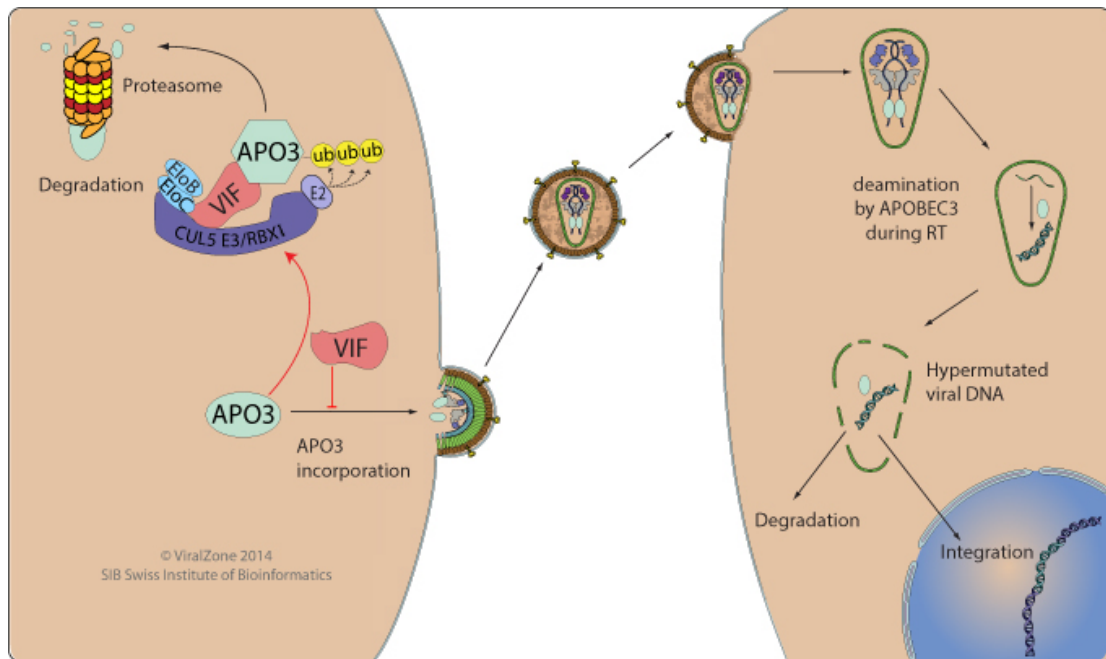 Proteasome
Degradation
APO3
ub ub ub
EloB
EloC
VIF
E2
CUL5 E3/RBX1
VIF
APO3
APO3
incorporation
© ViralZone 2014
SIB Swiss Institute of Bioinformatics
deamination
by APOBEC3
during RT
Hypermutated
viral DNA
Degradation
Integration